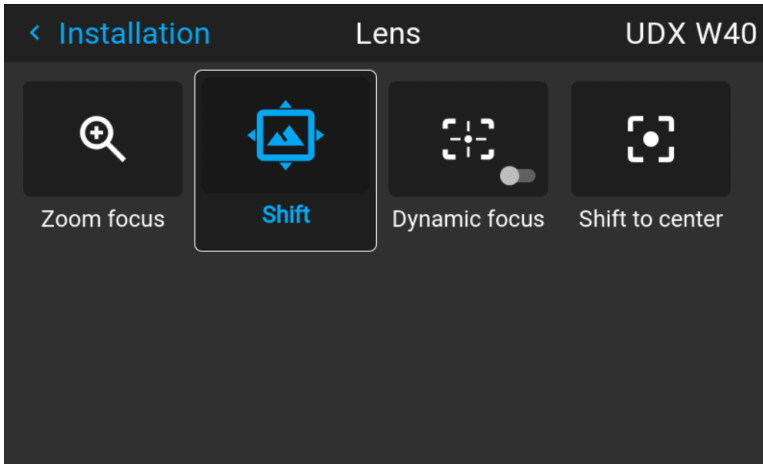 Installation Lens UDX W40
Zoom focus Shift Dynamic focus Shift to center